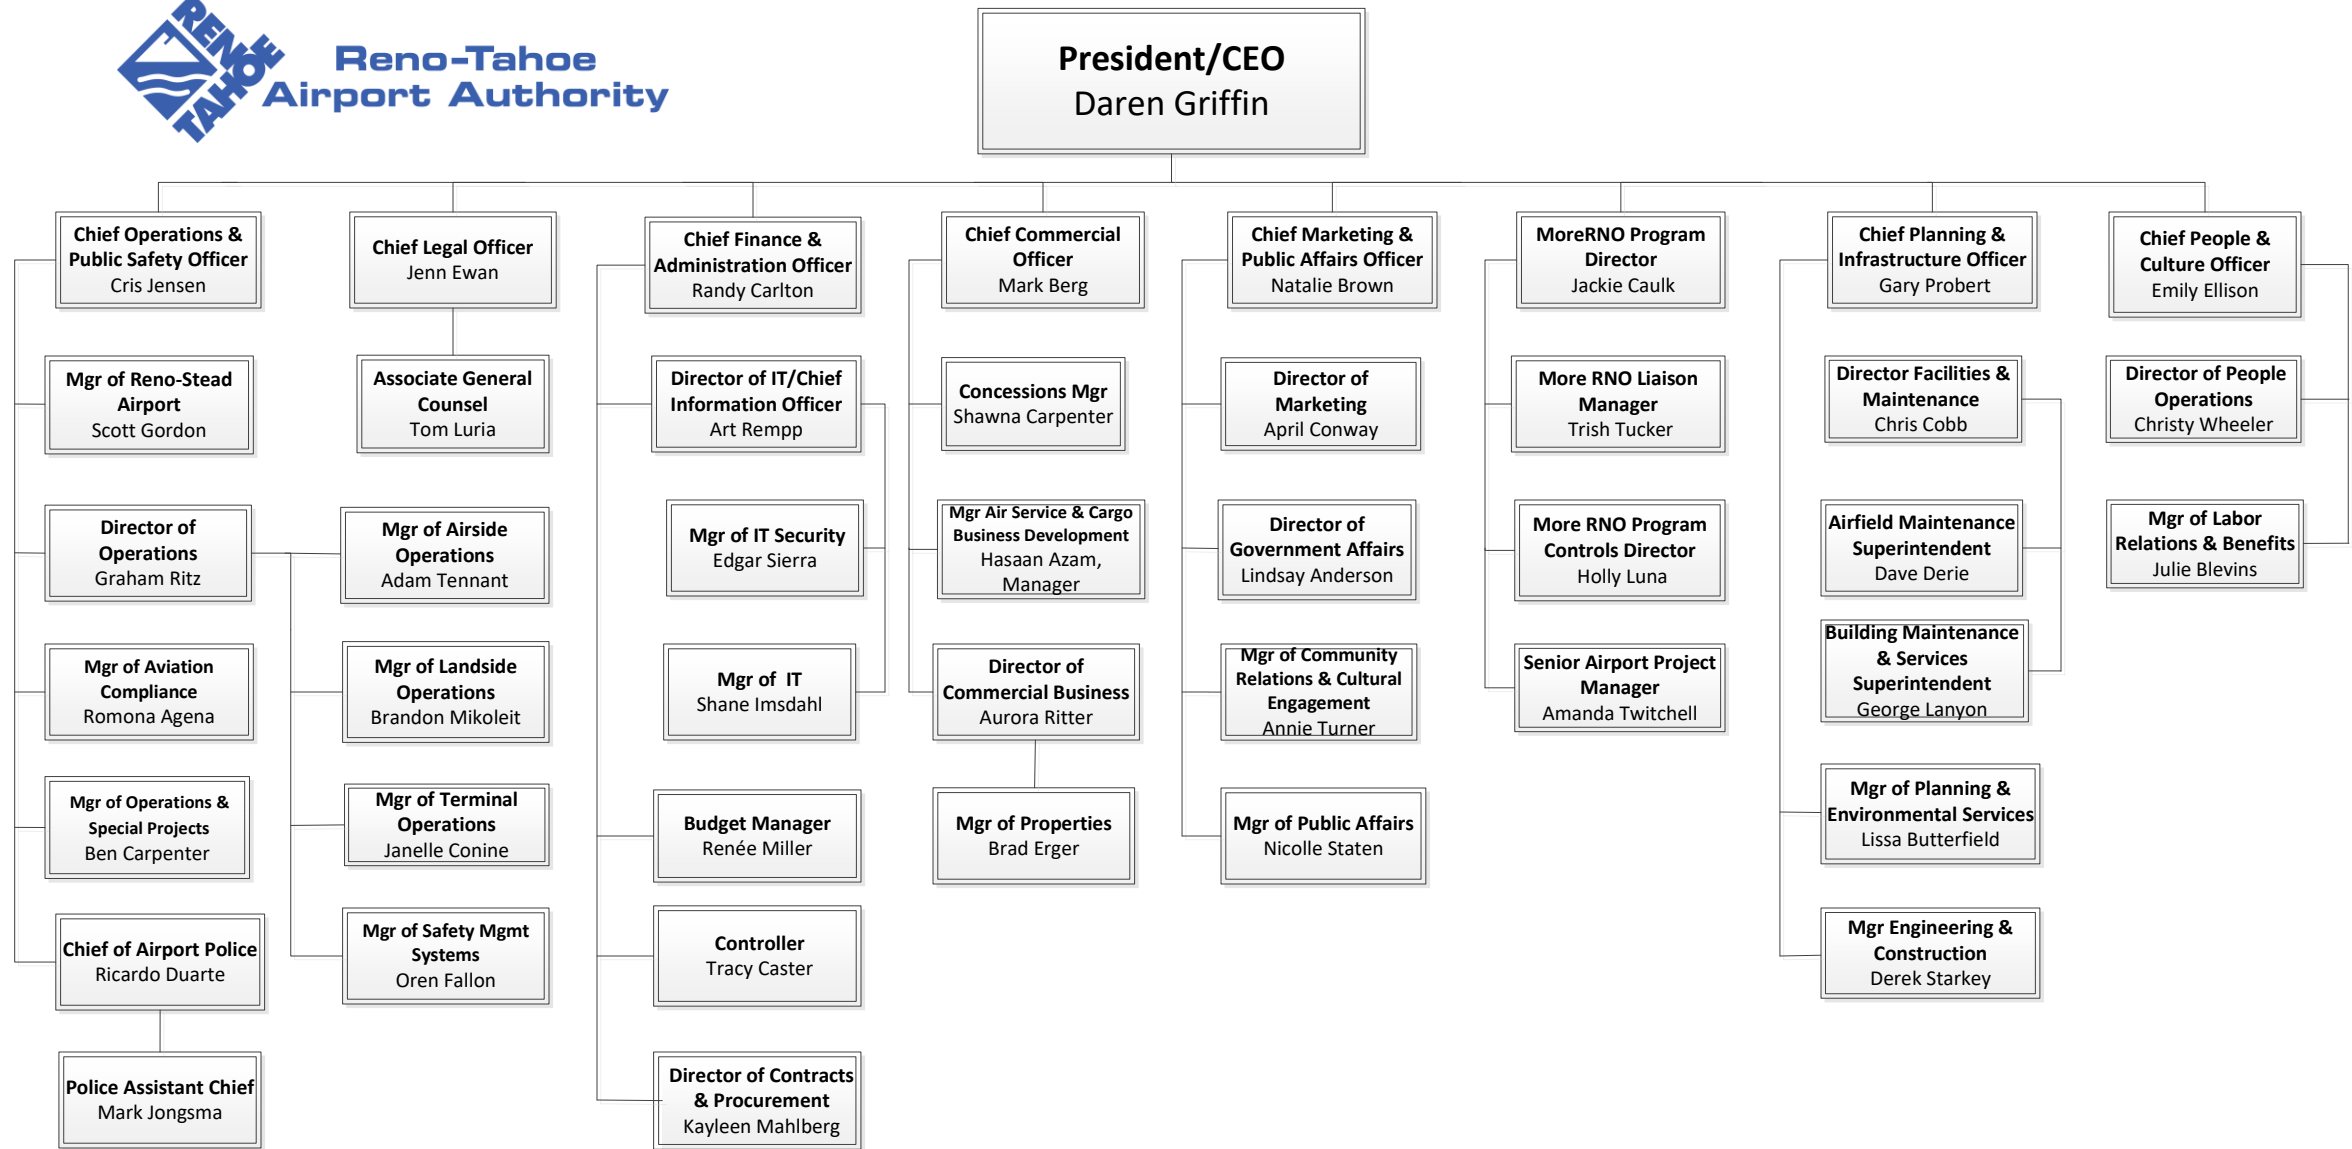 RENO
TAHOE
Reno-Tahoe
Airport Authority
President/CEO
Daren Griffin
Chief Operations &
Public Safety Officer
Cris Jensen
Chief Legal Officer
Jenn Ewan
Chief Finance &
Administration Officer
Randy Carlton
Chief Commercial
Officer
Mark Berg
Chief Marketing &
Public Affairs Officer
Natalie Brown
MoreRNO Program
Director
Jackie Caulk
Chief Planning &
Infrastructure Officer
Gary Probert
Chief People &
Culture Officer
Emily Ellison
Mgr of Reno-Stead
Airport
Scott Gordon
Associate General
Counsel
Tom Luria
Director of IT/Chief
Information Officer
Art Rempp
Concessions Mgr
Shawna Carpenter
Director of
Marketing
April Conway
More RNO Liaison
Manager
Trish Tucker
Director Facilities &
Maintenance
Chris Cobb
Director of People
Operations
Christy Wheeler
Director of
Operations
Graham Ritz
Mgr of Airside
Operations
Adam Tennant
Mgr of IT Security
Edgar Sierra
Mgr Air Service & Cargo
Business Development
Hasaan Azam,
Manager
Director of
Government Affairs
Lindsay Anderson
More RNO Program
Controls Director
Holly Luna
Airfield Maintenance
Superintendent
Dave Derie
Mgr of Labor
Relations & Benefits
Julie Blevins
Mgr of Aviation
Compliance
Romona Agena
Mgr of Landside
Operations
Brandon Mikoleit
Mgr of IT
Shane Imsdahl
Director of
Commercial Business
Aurora Ritter
Mgr of Community
Relations & Cultural
Engagement
Annie Turner
Senior Airport Project
Manager
Amanda Twitchell
Building Maintenance
& Services
Superintendent
George Lanyon
Mgr of Operations &
Special Projects
Ben Carpenter
Mgr of Terminal
Operations
Janelle Conine
Budget Manager
Renée Miller
Mgr of Properties
Brad Erger
Mgr of Public Affairs
Nicolle Staten
Mgr of Planning &
Environmental Services
Lissa Butterfield
Chief of Airport Police
Ricardo Duarte
Mgr of Safety Mgmt
Systems
Oren Fallon
Controller
Tracy Caster
Mgr Engineering &
Construction
Derek Starkey
Police Assistant Chief
Mark Jongsma
Director of Contracts
& Procurement
Kayleen Mahlberg